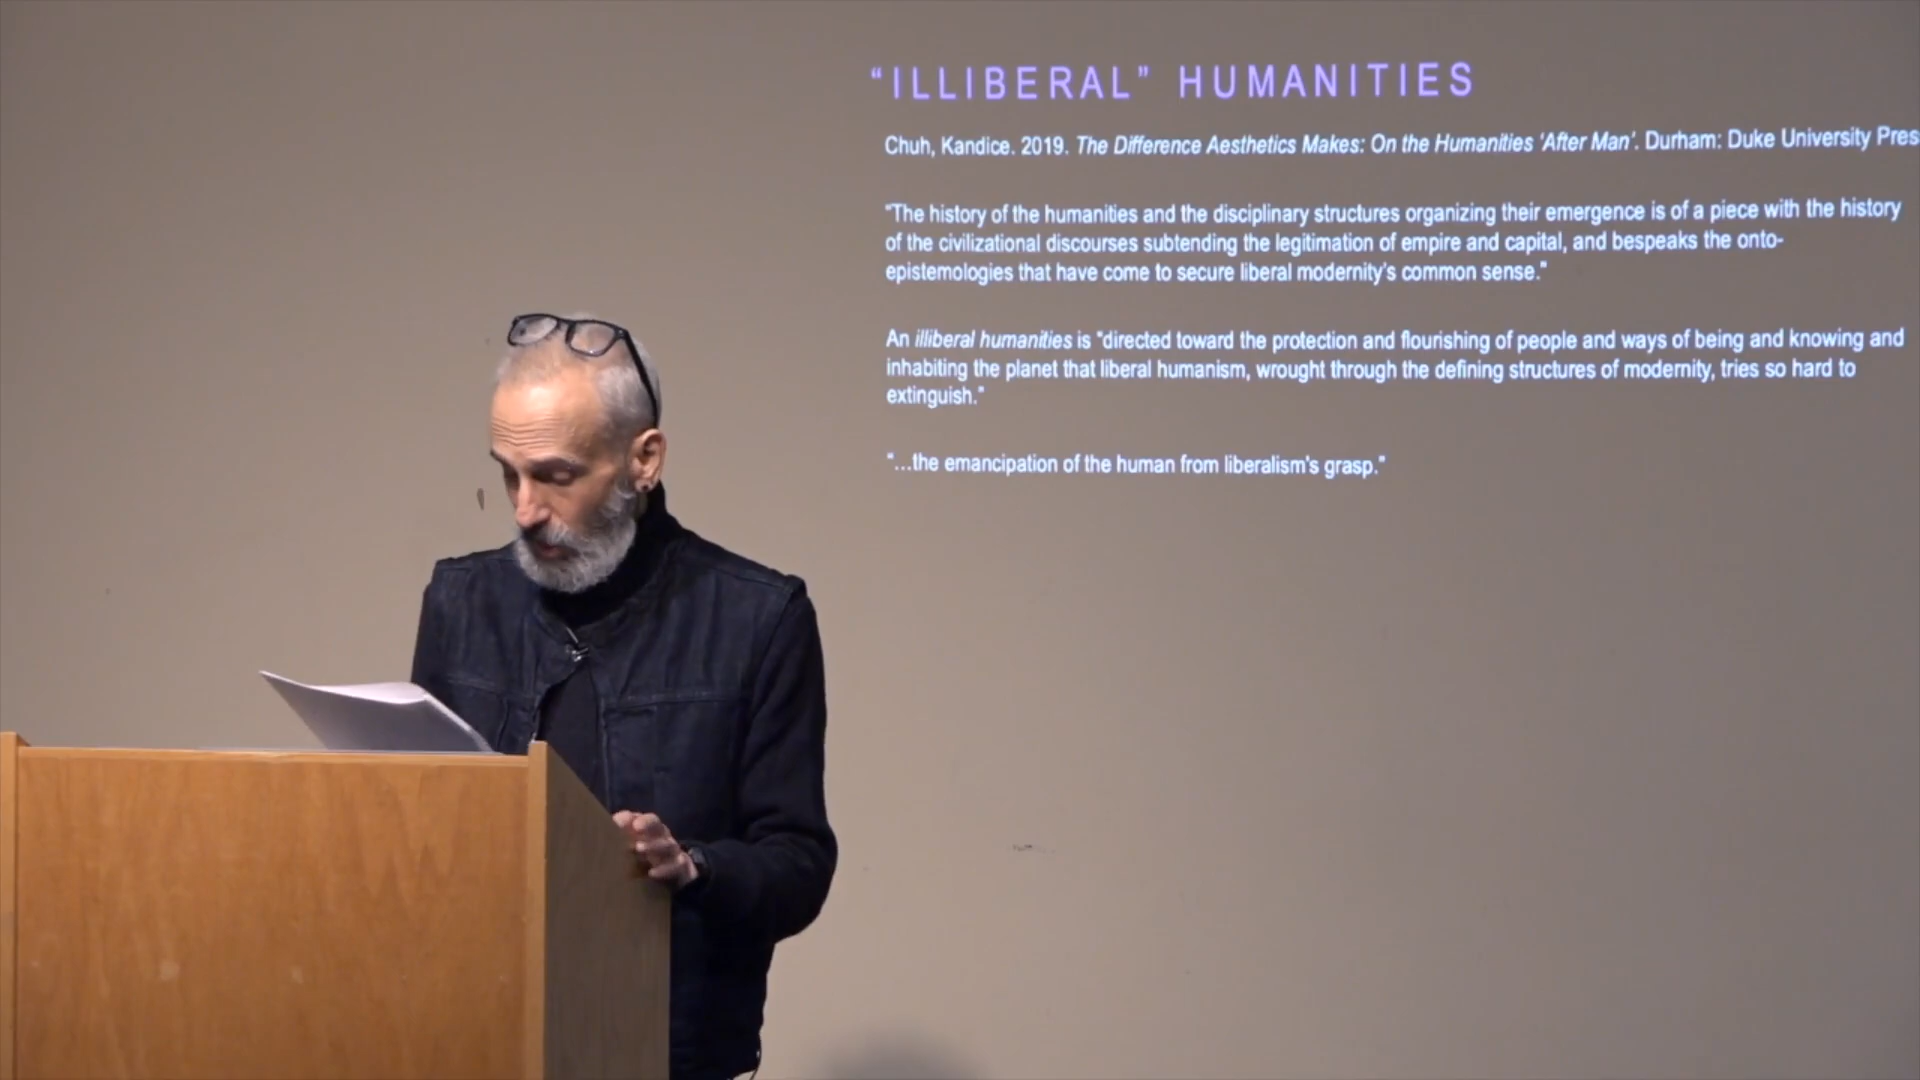 “ILLIBERAL” HUMANITIES
Chuh, Kandice. 2019. The Difference Aesthetics Makes: On the Humanities ‘After Man’. Durham: Duke University Pres
“The history of the humanities and the disciplinary structures organizing their emergence is of a piece with the history
of the civilizational discourses subtending the legitimation of empire and capital, and bespeaks the onto-
epistemologies that have come to secure liberal modernity’s common sense.”
An illiberal humanities is “directed toward the protection and flourishing of people and ways of being and knowing and
inhabiting the planet that liberal humanism, wrought through the defining structures of modernity, tries so hard to
extinguish.”
“…the emancipation of the human from liberalism’s grasp.”